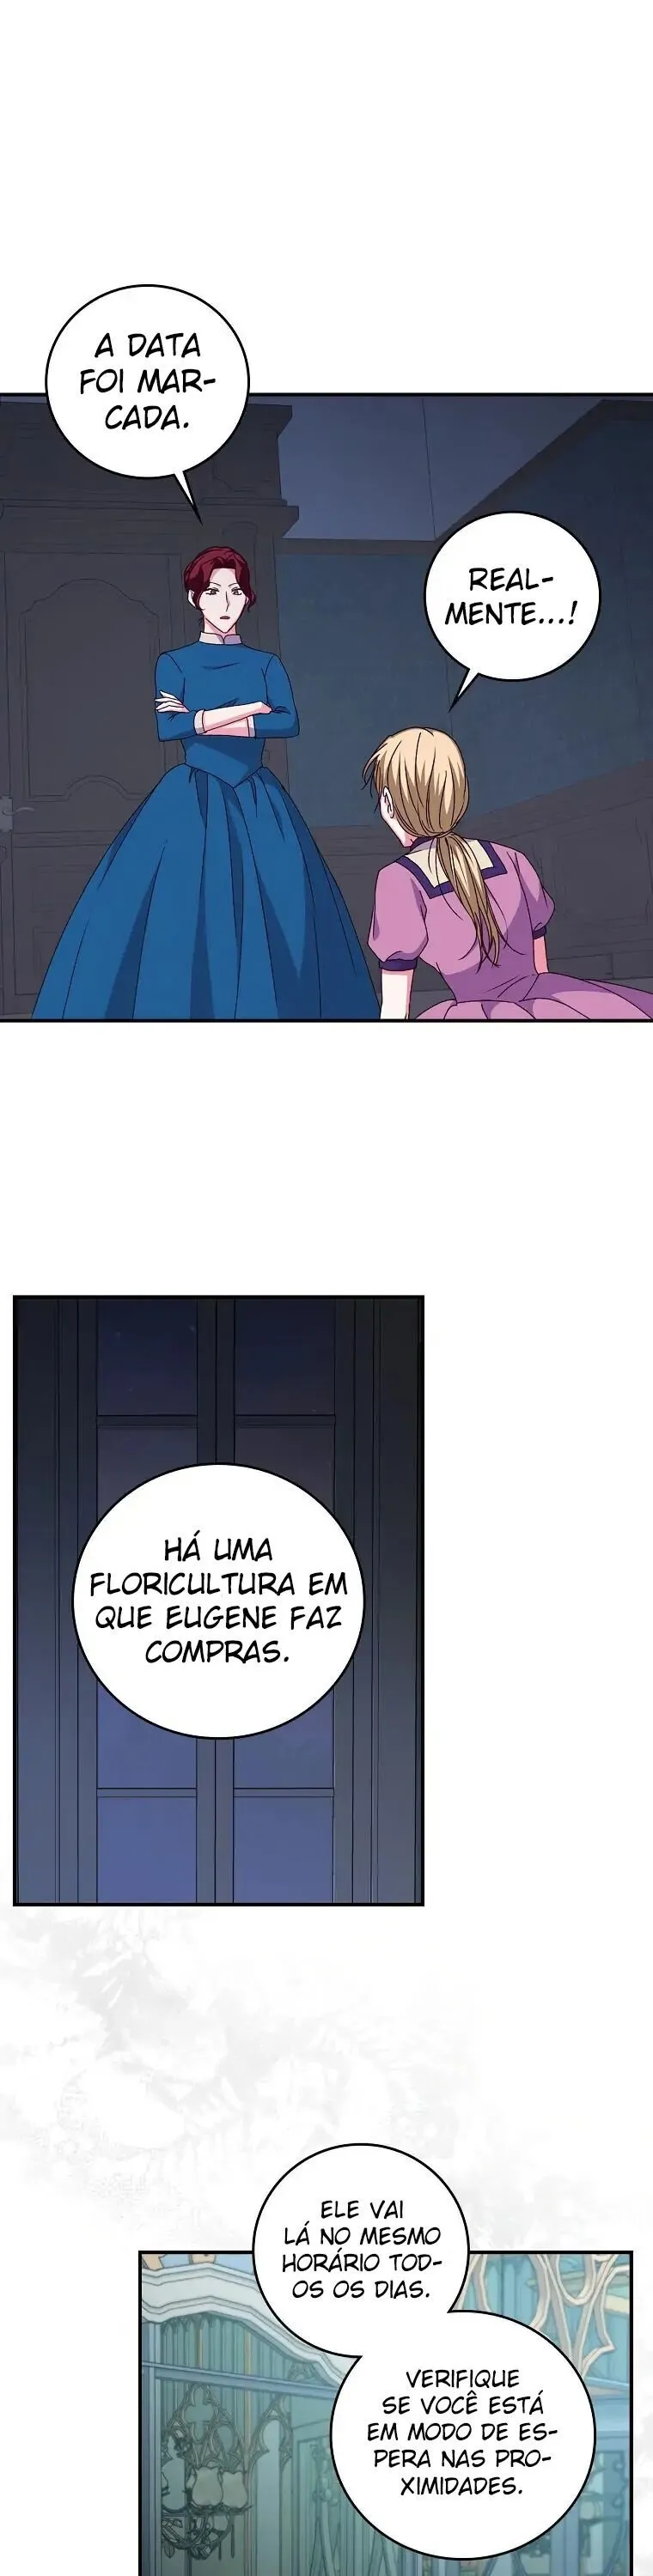 A DATA
FOI MAR-
CADA.
REAL-
MENTE...!
HÁ UMA
FLORICULTURA EM
QUE EUGENE FAZ
COMPRAS.
ELE VAI
LÁ NO MESMO
HORÁRIO TOD-
OS OS DIAS.
VERIFIQUE
SE VOCÊ ESTÁ
EM MODO DE ES-
PERA NAS PRO-
XIMIDADES.